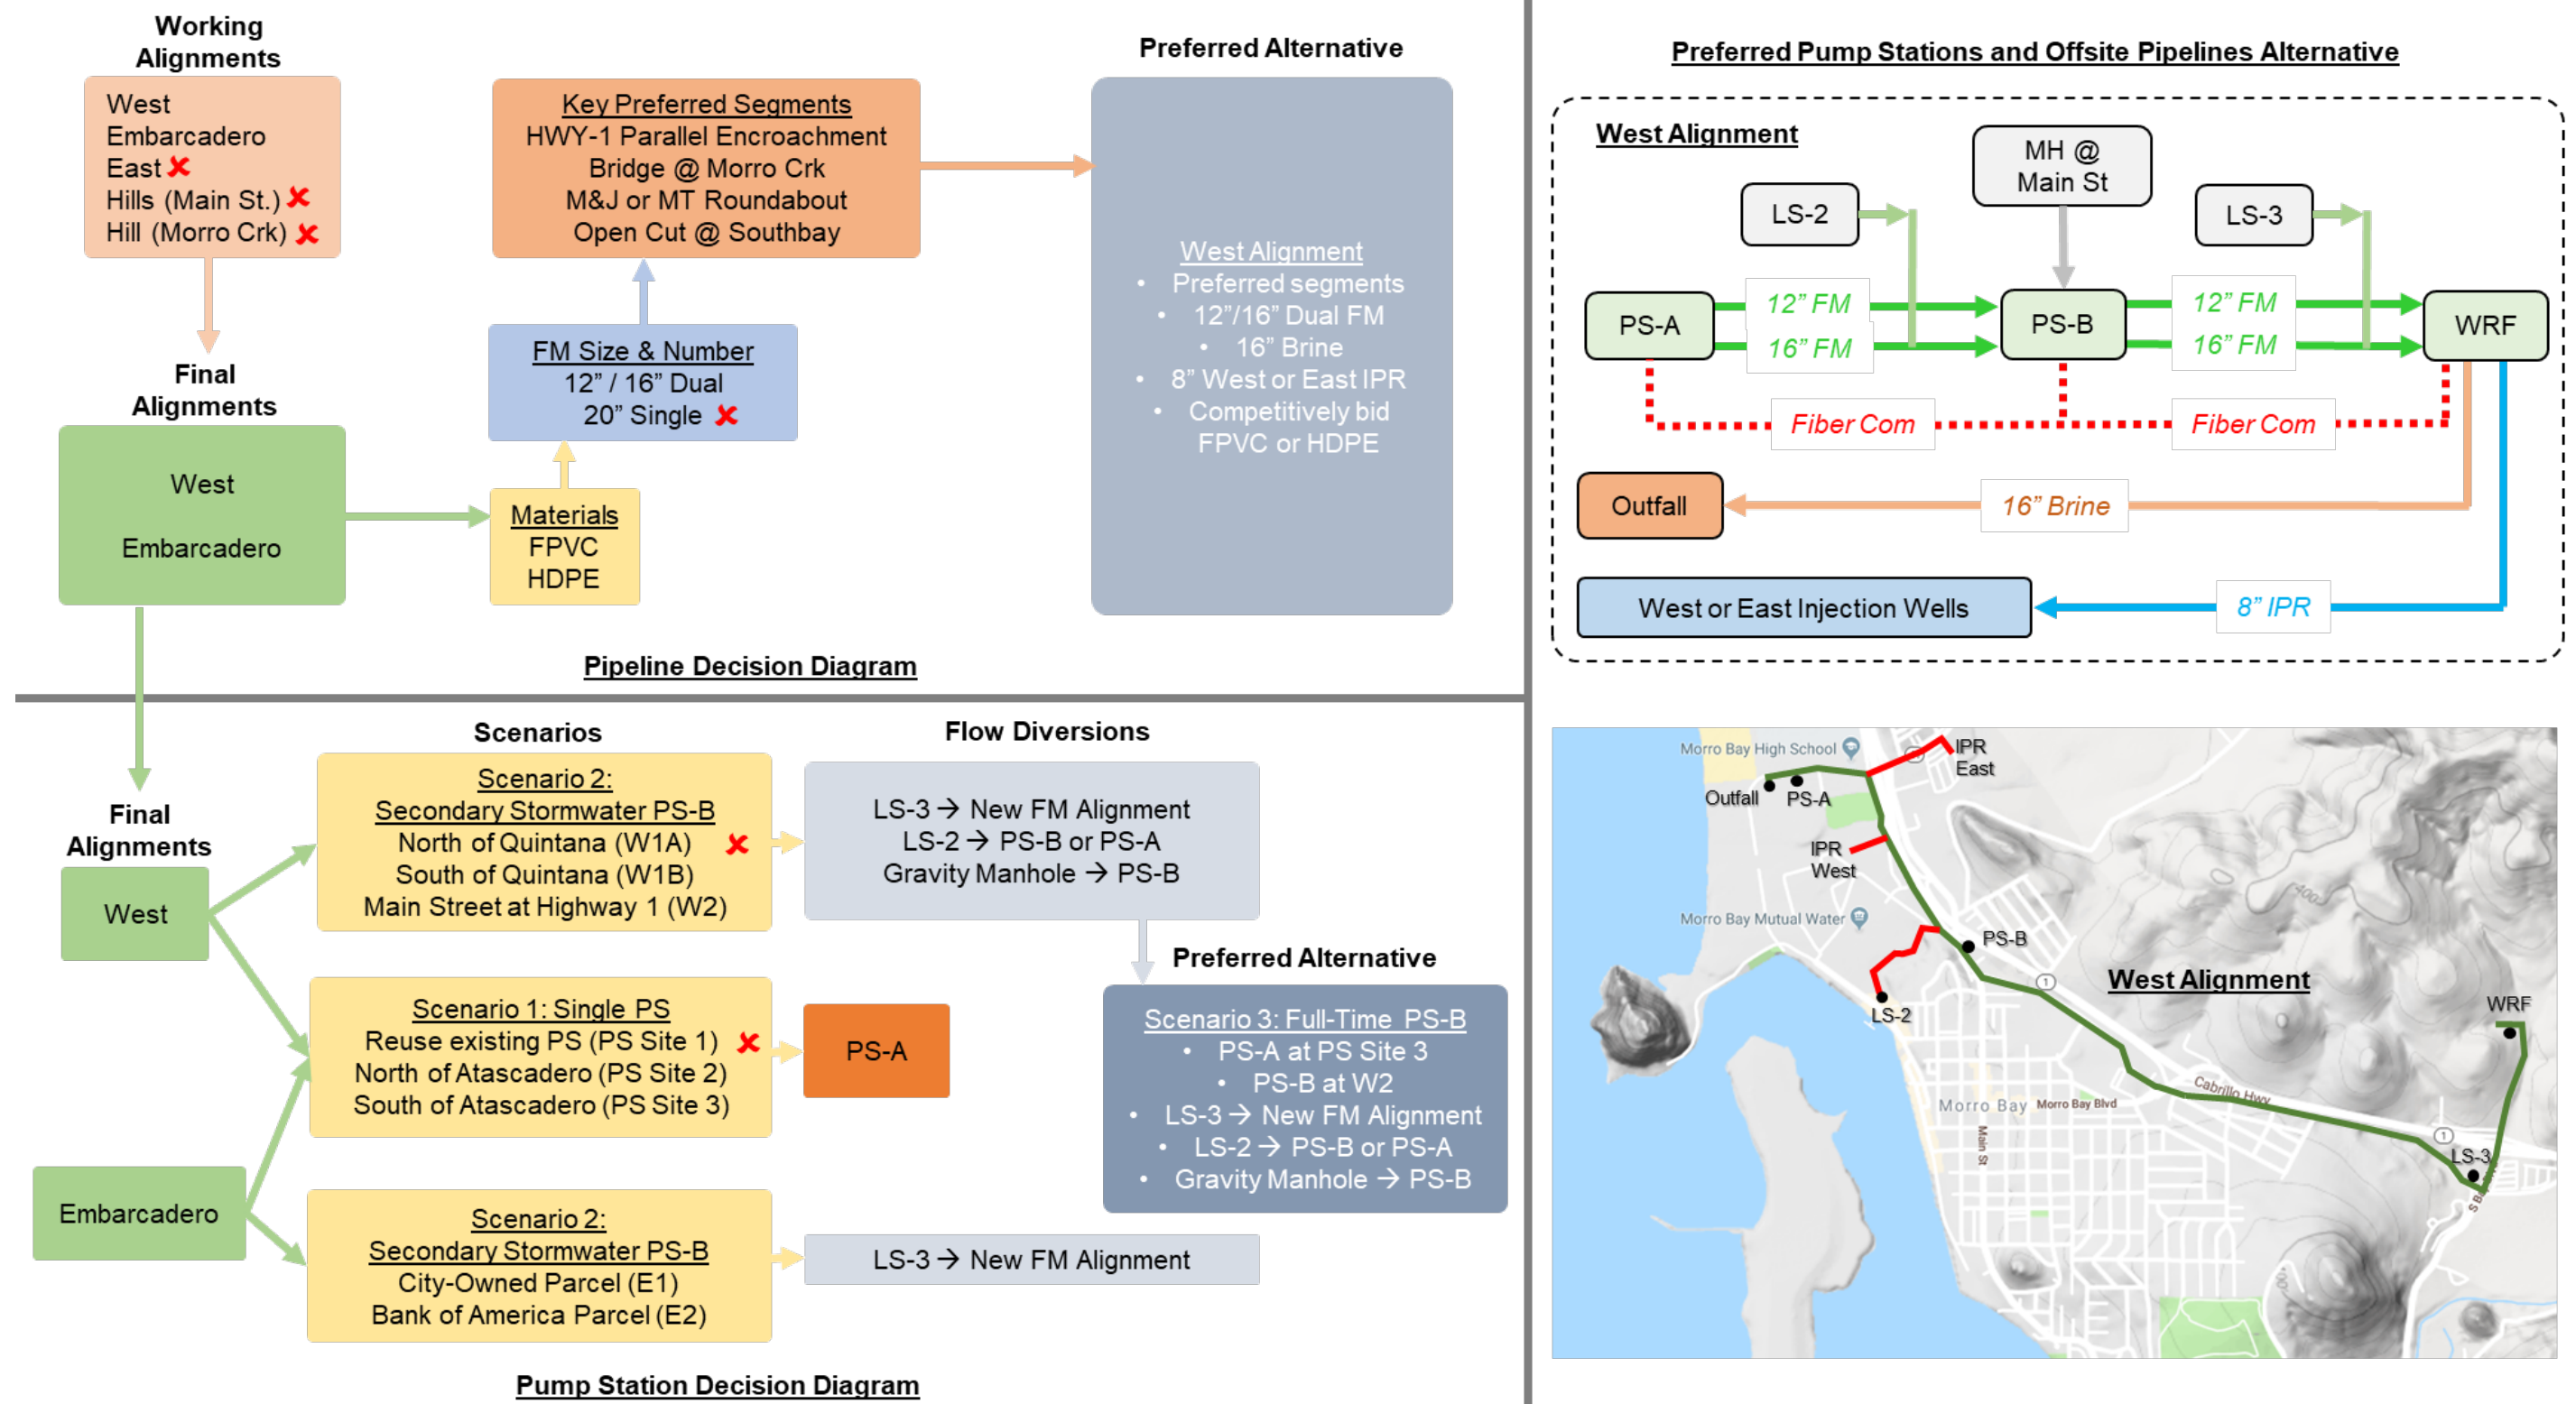 Working
Alignments
West
Embarcadero
East
Hills (Main St.)
Hill (Morro Crk)
Final
Alignments
West
Embarcadero
Key Preferred Segments
HWY-1 Parallel Encroachment
Bridge @ Morro Crk
M&J or MT Roundabout
Open Cut @ Southbay
FM Size & Number
12” / 16” Dual
20” Single
Materials
FPVC
HDPE
Preferred Alternative
West Alignment
• Preferred segments
• 12”/16” Dual FM
• 16” Brine
• 8” West or East IPR
• Competitively bid
FPVC or HDPE
Pipeline Decision Diagram
Final
Alignments
West
Embarcadero
Scenarios
Scenario 2:
Secondary Stormwater PS-B
North of Quintana (W1A)
South of Quintana (W1B)
Main Street at Highway 1 (W2)
Scenario 1: Single PS
Reuse existing PS (PS Site 1)
North of Atascadero (PS Site 2)
South of Atascadero (PS Site 3)
Scenario 2:
Secondary Stormwater PS-B
City-Owned Parcel (E1)
Bank of America Parcel (E2)
Flow Diversions
LS-3 → New FM Alignment
LS-2 → PS-B or PS-A
Gravity Manhole → PS-B
PS-A
LS-3 → New FM Alignment
Preferred Alternative
Scenario 3: Full-Time PS-B
• PS-A at PS Site 3
• PS-B at W2
• LS-3 → New FM Alignment
• LS-2 → PS-B or PS-A
• Gravity Manhole → PS-B
Pump Station Decision Diagram
Preferred Pump Stations and Offsite Pipelines Alternative
West Alignment
MH @
Main St
LS-2
LS-3
PS-A
12” FM
16” FM
PS-B
12” FM
16” FM
WRF
Fiber Com
Fiber Com
Outfall
16” Brine
West or East Injection Wells
8” IPR
Morro Bay High School
IPR
East
Outfall
PS-A
IPR
West
Morro Bay Mutual Water
PS-B
LS-2
1
West Alignment
WRF
400
Cabrillo Hwy
Morro Bay
Morro Bay Blvd
Main St
1
LS-3